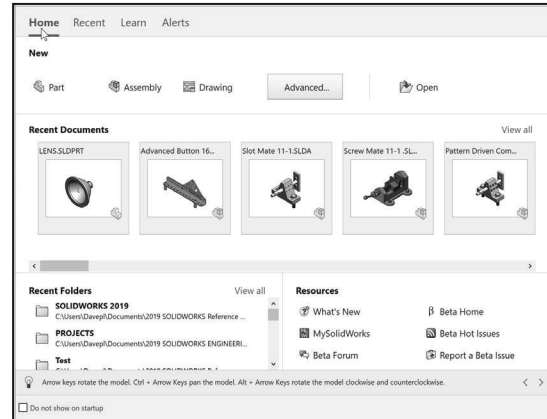 Home Recent Learn Alerts
New
Part Assembly Drawing Advanced... Open
Recent Documents View all
LENS.SLDPRT Advanced Button 16... Slot Mate 11-1.SLDA Screw Mate 11-1 .SL... Pattern Driven Com...
Recent Folders View all
SOLIDWORKS 2019
C:\Users\Davepl\Documents\2019 SOLIDWORKS Reference ...
PROJECTS
C:\Users\Davepl\Documents\SOLIDWORKS ENGINEERI...
Test
Resources
What's New β Beta Home
MySolidWorks Beta Hot Issues
Beta Forum Report a Beta Issue
Arrow keys rotate the model. Ctrl + Arrow Keys pan the model. Alt + Arrow Keys rotate the model clockwise and counterclockwise.
Do not show on startup